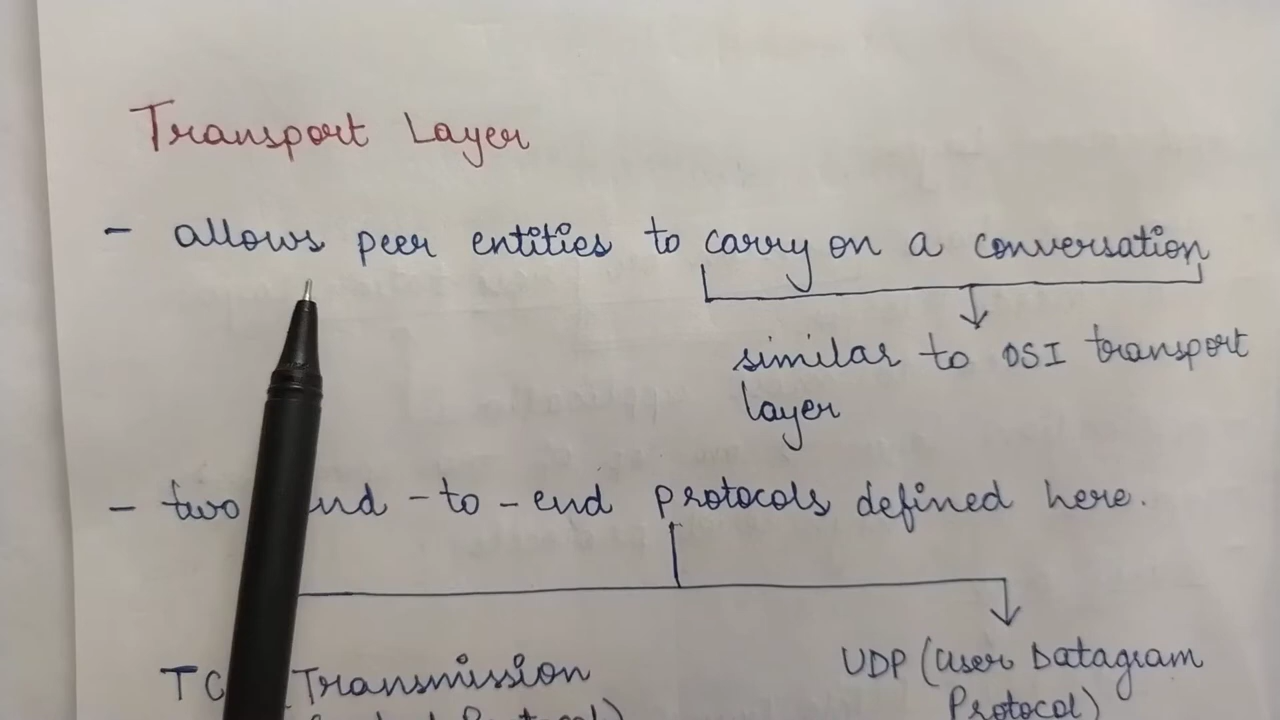 Transport Layer
- allows peer entities to carry on a conversation
similar to OSI transport
layer
- two end-to-end protocols defined here.
TC (Transmission
Protocol)
UDP (User Datagram
Protocol)